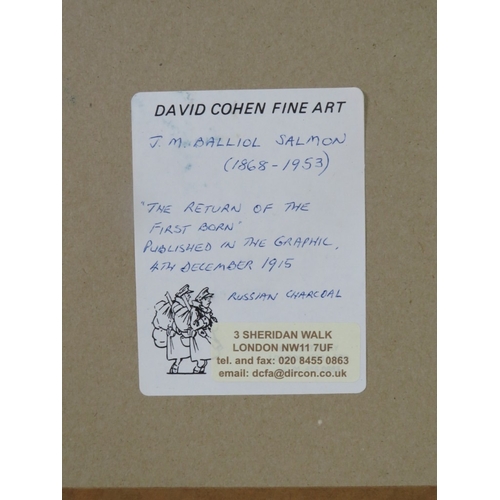 DAVID COHEN FINE ART
J. M. BALLIOL SALMON
(1868-1953)
"THE RETURN OF THE
FIRST BORN"
PUBLISHED IN THE GRAPHIC,
4TH DECEMBER 1915
RUSSIAN CHARCOAL
3 SHERIDAN WALK
LONDON NW11 7UF
tel. and fax: 020 8455 0863
email: dcfa@dircon.co.uk